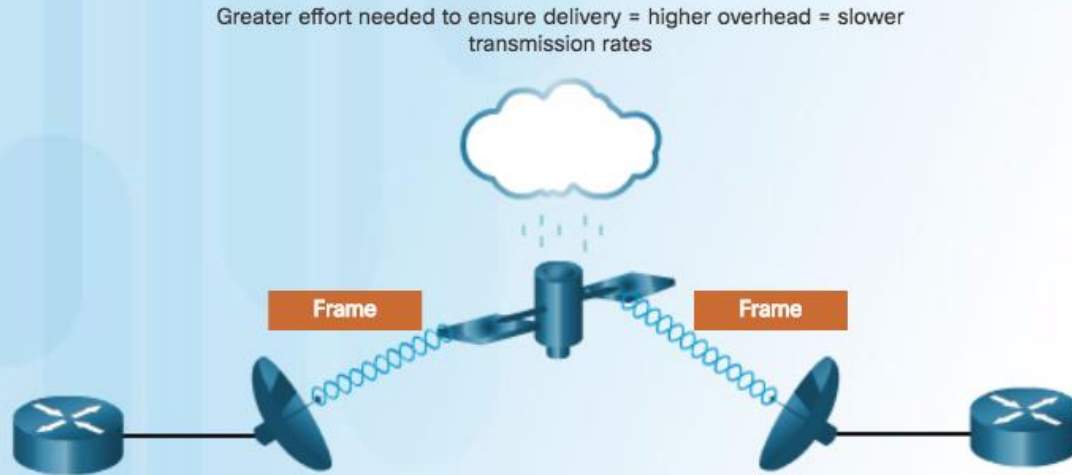 Greater effort needed to ensure delivery = higher overhead = slower
transmission rates
Frame
Frame